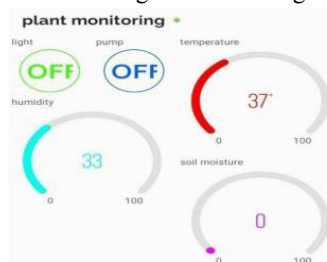 plant monitoring
light pump temperature
OFF OFF
37°
humidity
0 100
33
soil moisture
0 100
0
0 100